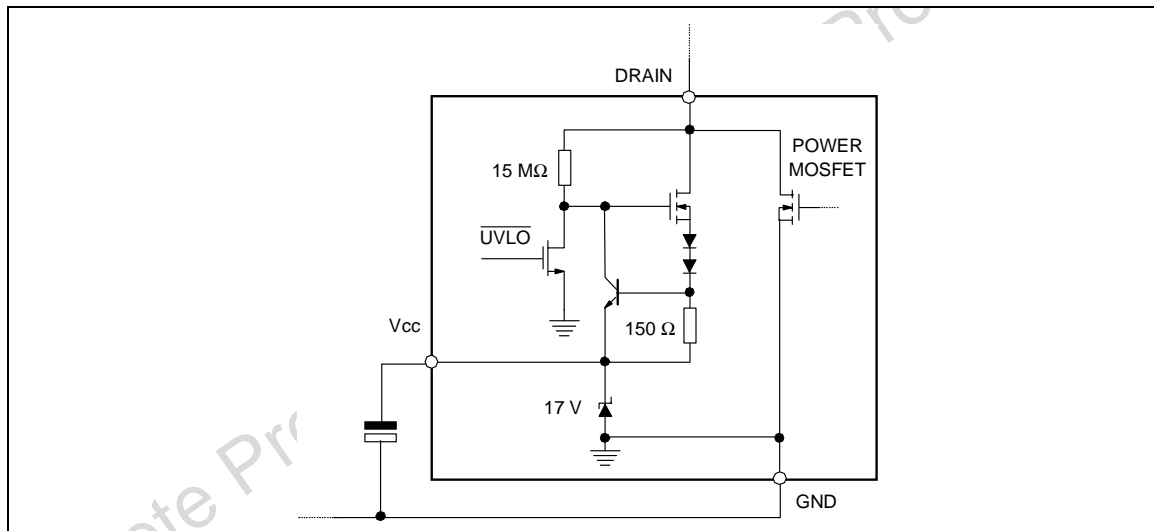 DRAIN
POWER
MOSFET
15 MΩ
UVLO
Vcc
150 Ω
17 V
GND